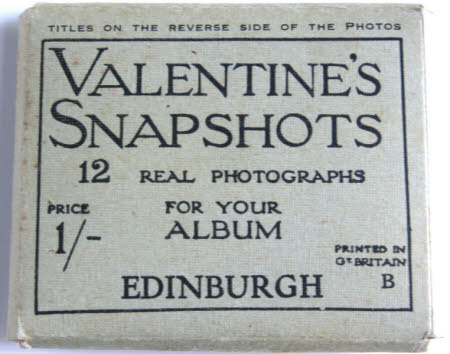 TITLES ON THE REVERSE SIDE OF THE PHOTOS
VALENTINE'S
SNAPSHOTS
12 REAL PHOTOGRAPHS
PRICE FOR YOUR
1/- ALBUM
PRINTED IN
GT BRITAIN
EDINBURGH B